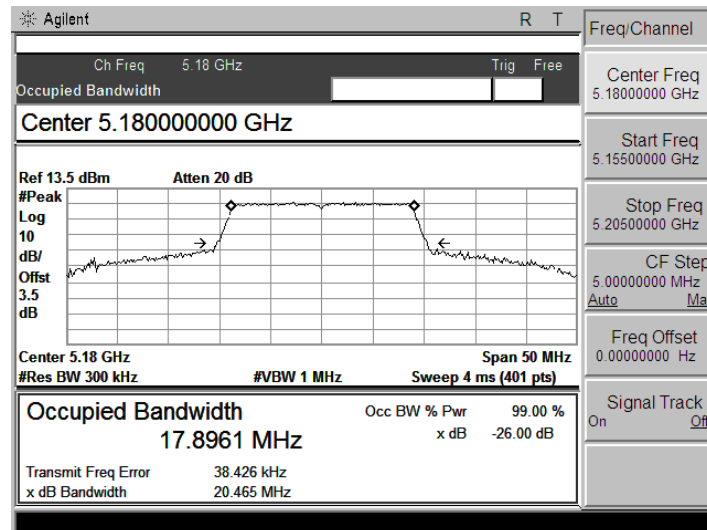 Agilent R T
Ch Freq 5.18 GHz Trig Free
Occupied Bandwidth
Center 5.180000000 GHz
Ref 13.5 dBm Atten 20 dB
#Peak
Log
10
dB/
Offst
3.5
dB
Center 5.18 GHz Span 50 MHz
#Res BW 300 kHz #VBW 1 MHz Sweep 4 ms (401 pts)
Occupied Bandwidth
17.8961 MHz
Occ BW % Pwr 99.00 %
x dB -26.00 dB
Transmit Freq Error 38.426 kHz
x dB Bandwidth 20.465 MHz
Freq/Channel
Center Freq
5.18000000 GHz
Start Freq
5.15500000 GHz
Stop Freq
5.20500000 GHz
CF Step
5.00000000 MHz
Auto Ma
Freq Offset
0.00000000 Hz
Signal Track
On Off